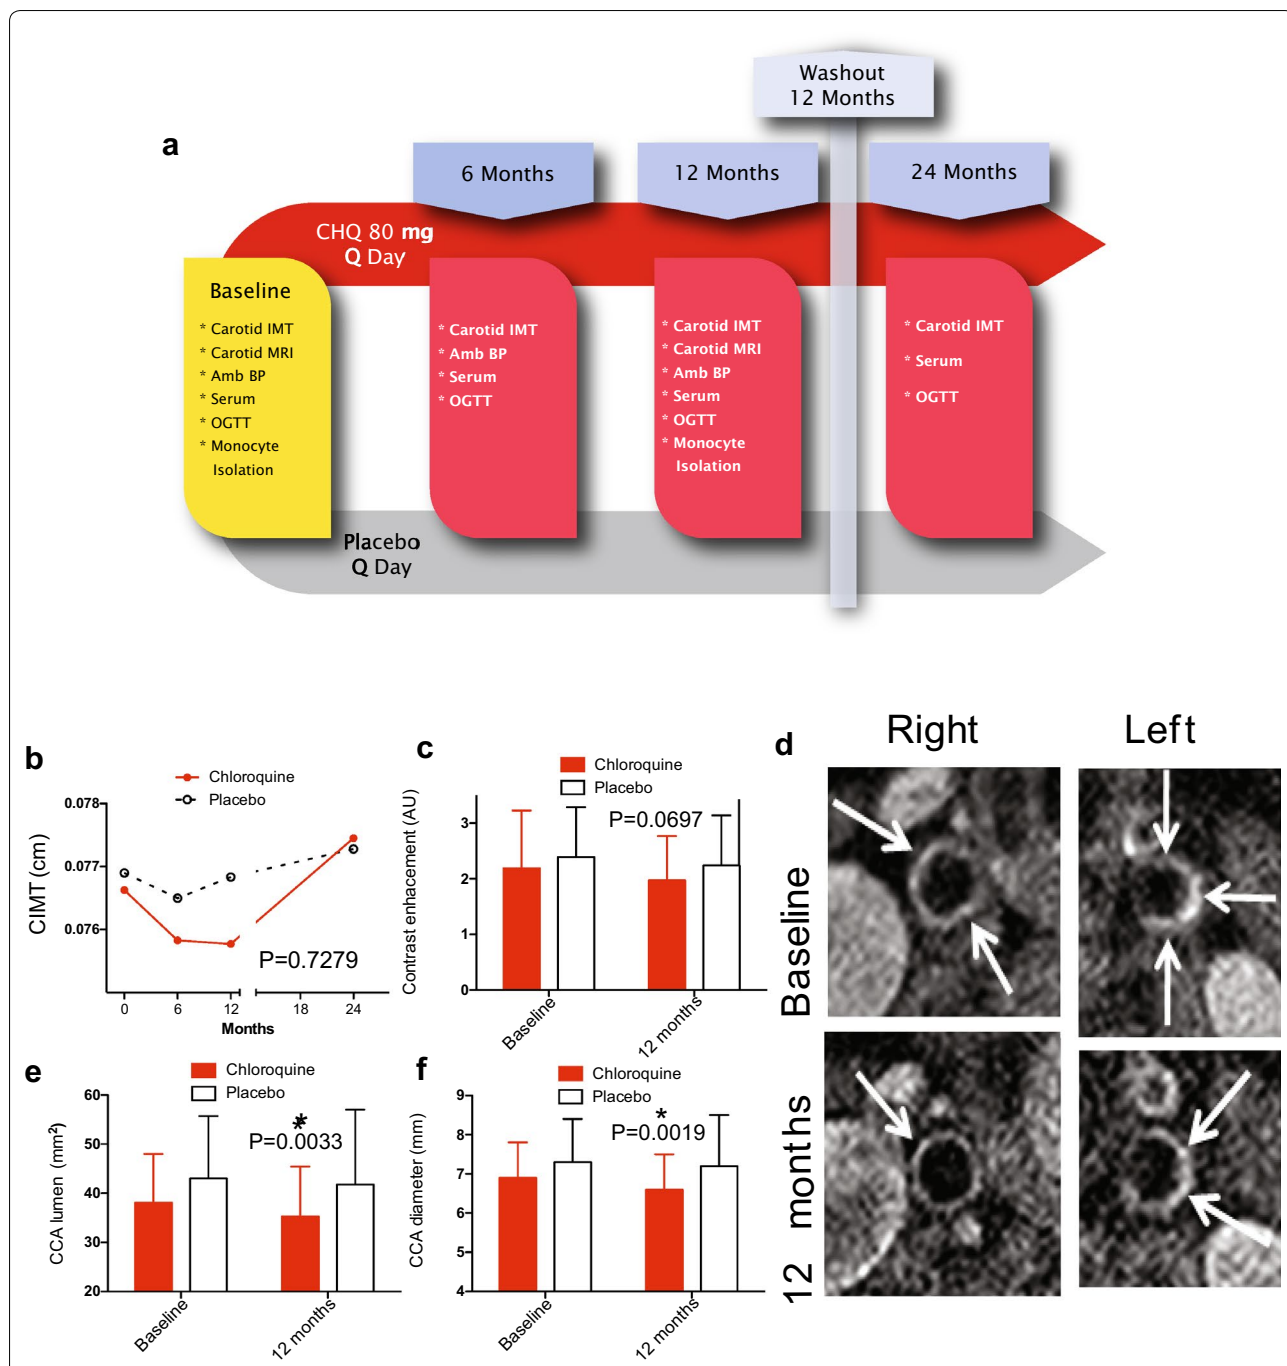 a
Washout
12 Months
6 Months
12 Months
24 Months
CHQ 80 mg
Q Day
Baseline
* Carotid IMT
* Carotid MRI
* Amb BP
* Serum
* OGTT
* Monocyte
Isolation
* Carotid IMT
* Amb BP
* Serum
* OGTT
* Carotid IMT
* Carotid MRI
* Amb BP
* Serum
* OGTT
* Monocyte
Isolation
* Carotid IMT
* Serum
* OGTT
Placebo
Q Day
b
Chloroquine
Placebo
CIMT (cm)
0.078
0.077
0.076
P=0.7279
0
6
12
18
24
Months
c
Chloroquine
Placebo
P=0.0697
Contrast enhacement (AU)
3
2
1
0
Baseline
12 months
d
Right
Left
Baseline
12 months
e
Chloroquine
Placebo
CCA lumen (mm²)
60
50
40
30
20
*
*
P=0.0033
Baseline
12 months
f
Chloroquine
Placebo
CCA diameter (mm)
9
8
7
6
5
4
*
P=0.0019
Baseline
12 months